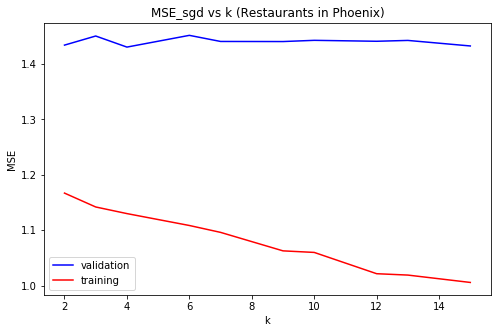 MSE_sgd vs k (Restaurants in Phoenix)
MSE
1.4
1.3
1.2
1.1
1.0
validation
training
2
4
6
8
10
12
14
k